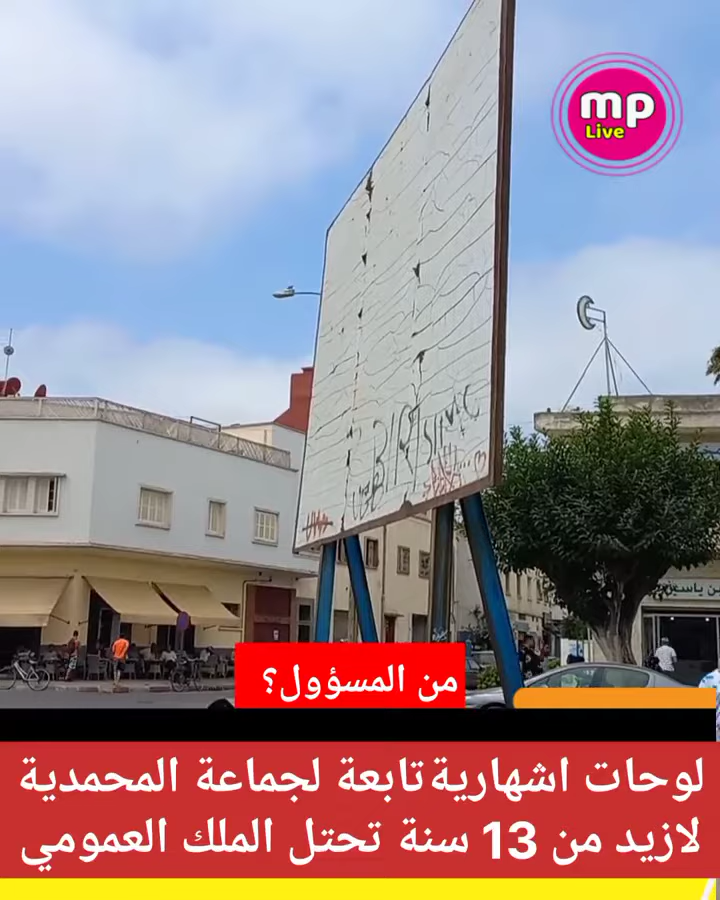 mp
Live
من المسؤول؟
لوحات اشهارية تابعة لجماعة المحمدية
لازيد من 13 سنة تحتل الملك العمومي